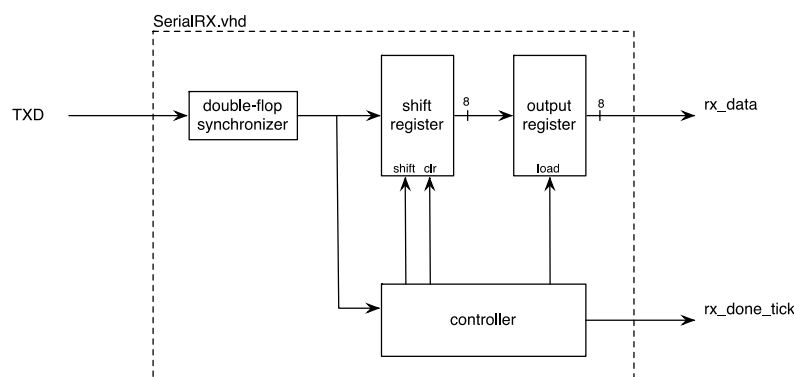 SerialRX.vhd
TXD
double-flop
synchronizer
shift
register
8
output
register
8
rx_data
shift clr
load
controller
rx_done_tick